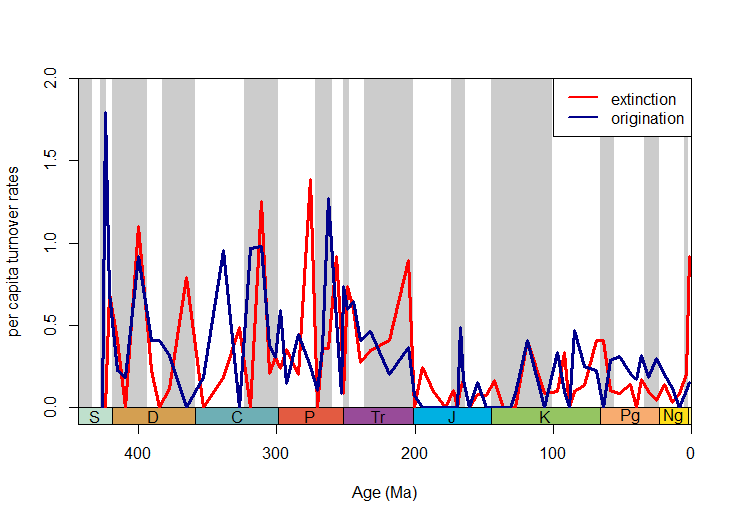 per capita turnover rates
2.0
1.5
1.0
0.5
0.0
extinction
origination
S D C P Tr J K Pg Ng
400 300 200 100 0
Age (Ma)